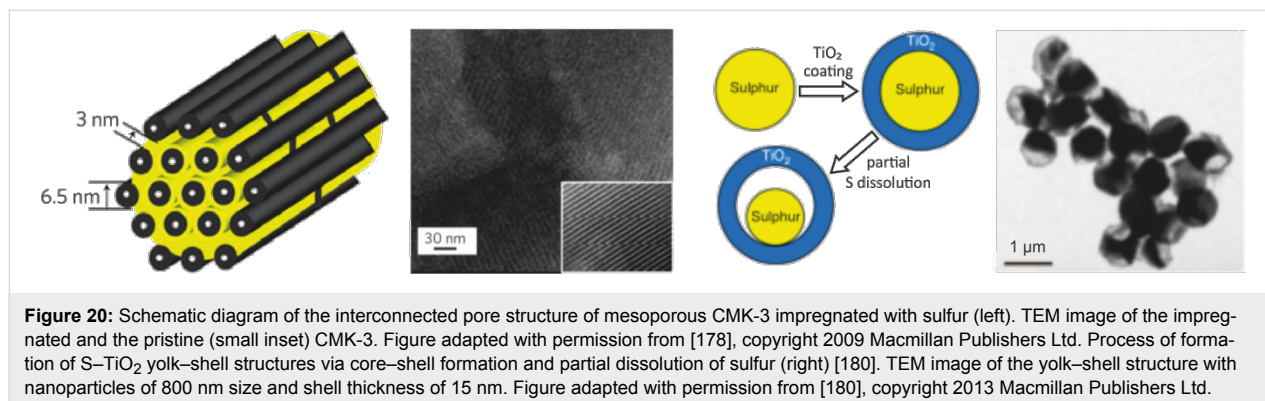 3 nm
6.5 nm
30 nm
Sulphur
TiO₂
coating
TiO₂
Sulphur
partial
S dissolution
TiO₂
Sulphur
1 µm
Figure 20: Schematic diagram of the interconnected pore structure of mesoporous CMK-3 impregnated with sulfur (left). TEM image of the impreg-
nated and the pristine (small inset) CMK-3. Figure adapted with permission from [178], copyright 2009 Macmillan Publishers Ltd. Process of forma-
tion of S–TiO₂ yolk–shell structures via core–shell formation and partial dissolution of sulfur (right) [180]. TEM image of the yolk–shell structure with
nanoparticles of 800 nm size and shell thickness of 15 nm. Figure adapted with permission from [180], copyright 2013 Macmillan Publishers Ltd.